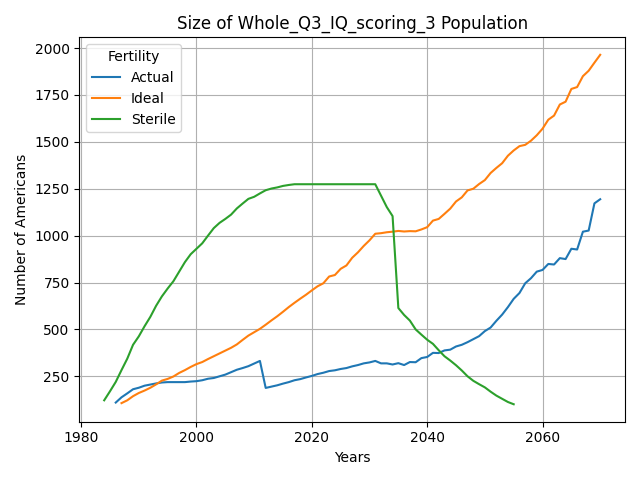 Size of Whole_Q3_IQ_scoring_3 Population
Fertility
Actual
Ideal
Sterile
Number of Americans
2000
1750
1500
1250
1000
750
500
250
1980
2000
2020
2040
2060
Years